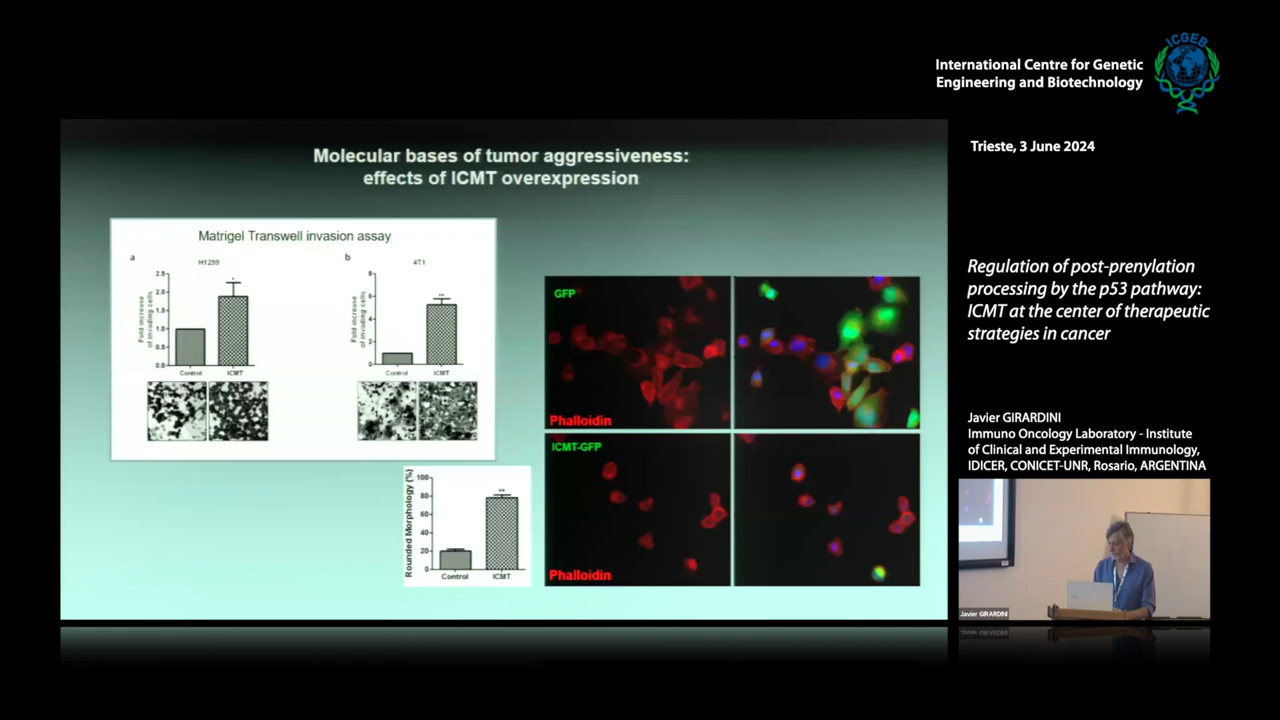 International Centre for Genetic
Engineering and Biotechnology
ICGEB
Trieste, 3 June 2024
Molecular bases of tumor aggressiveness:
effects of ICMT overexpression
Matrigel Transwell invasion assay
a
H1299
Fold increase
of invading cells
2.5
2.0
1.5
1.0
0.5
0.0
*
Control
ICMT
b
4T1
Fold increase
of invading cells
8
6
4
2
0
**
Control
ICMT
Rounded Morphology (%)
100
80
60
40
20
0
**
Control
ICMT
GFP
Phalloidin
ICMT-GFP
Phalloidin
Regulation of post-prenylation
processing by the p53 pathway:
ICMT at the center of therapeutic
strategies in cancer
Javier GIRARDINI
Immuno Oncology Laboratory - Institute
of Clinical and Experimental Immunology,
IDICER, CONICET-UNR, Rosario, ARGENTINA
Javier GIRARDINI